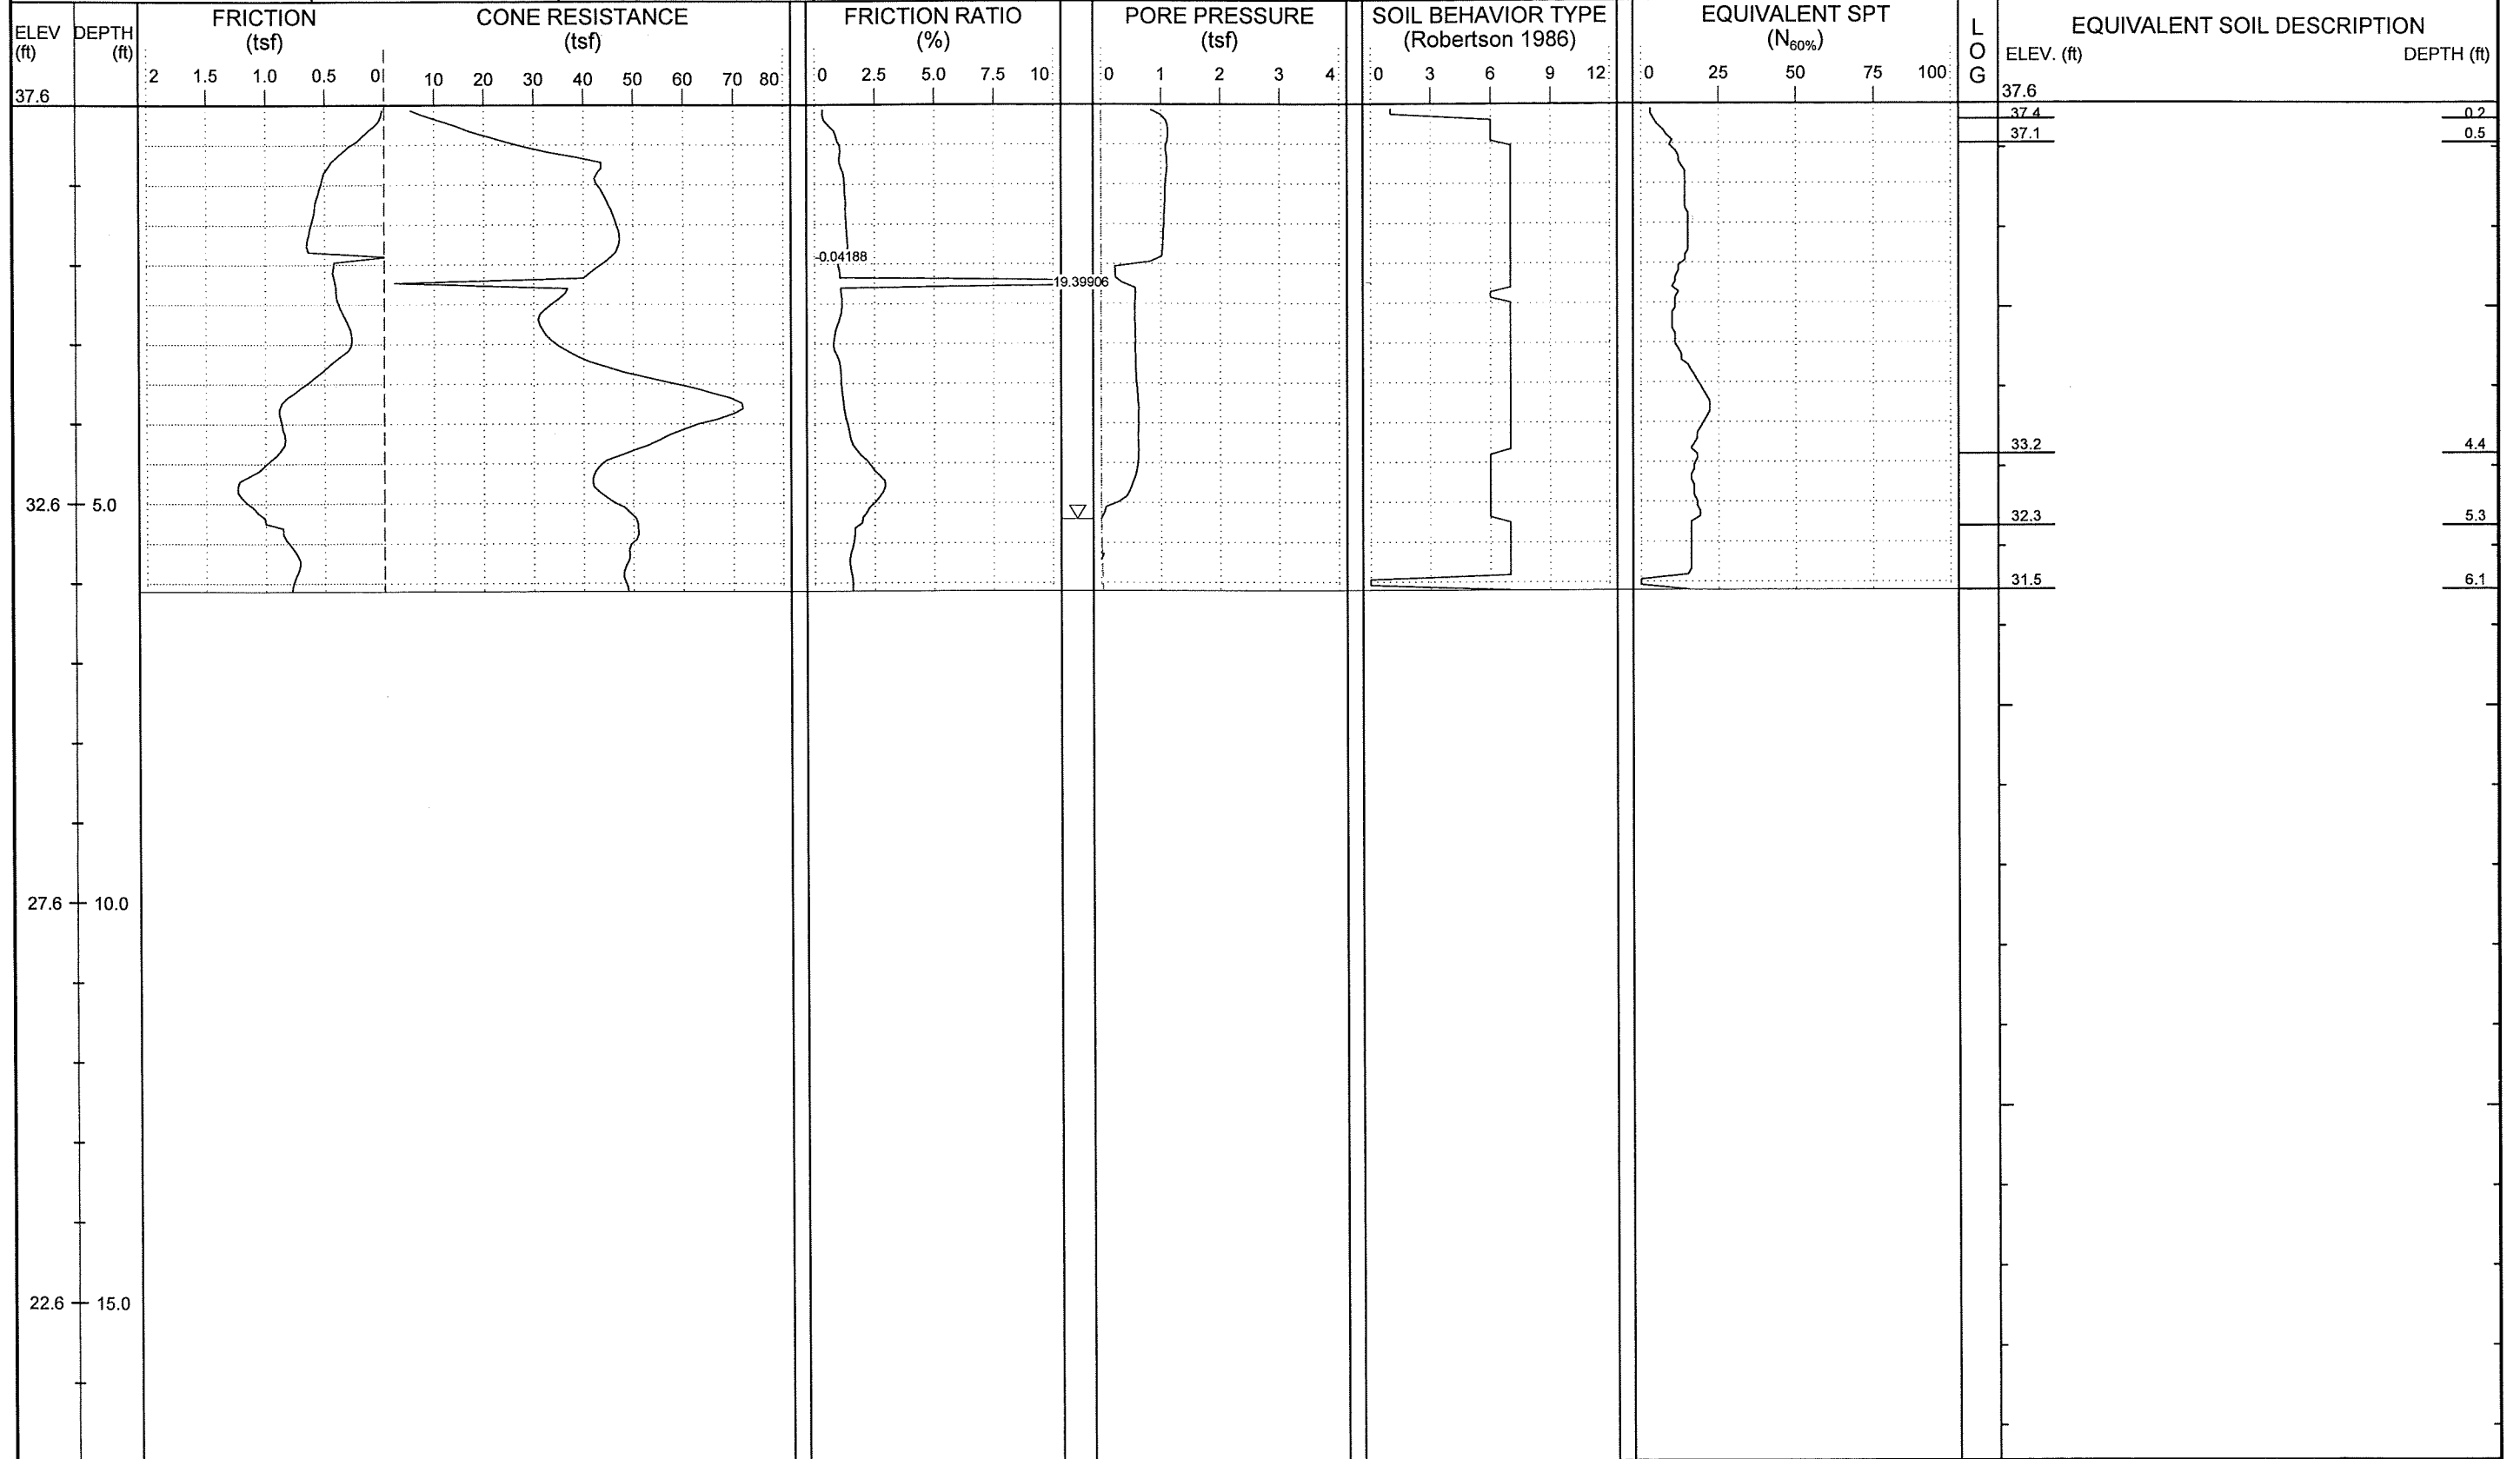 FRICTION CONE RESISTANCE FRICTION RATIO PORE PRESSURE SOIL BEHAVIOR TYPE EQUIVALENT SPT
ELEV DEPTH (tsf) (tsf) (%) (tsf) (Robertson 1986) (N60%) L EQUIVALENT SOIL DESCRIPTION
(ft) (ft) O ELEV. (ft) DEPTH (ft)
2 1.5 1.0 0.5 0 10 20 30 40 50 60 70 80 0 2.5 5.0 7.5 10 0 1 2 3 4 0 3 6 9 12 0 25 50 75 100 G
37.6 37.6
37.4 0.2
37.1 0.5
-0.04188
19.39906
33.2 4.4
32.6 5.0
32.3 5.3
31.5 6.1
27.6 10.0
22.6 15.0